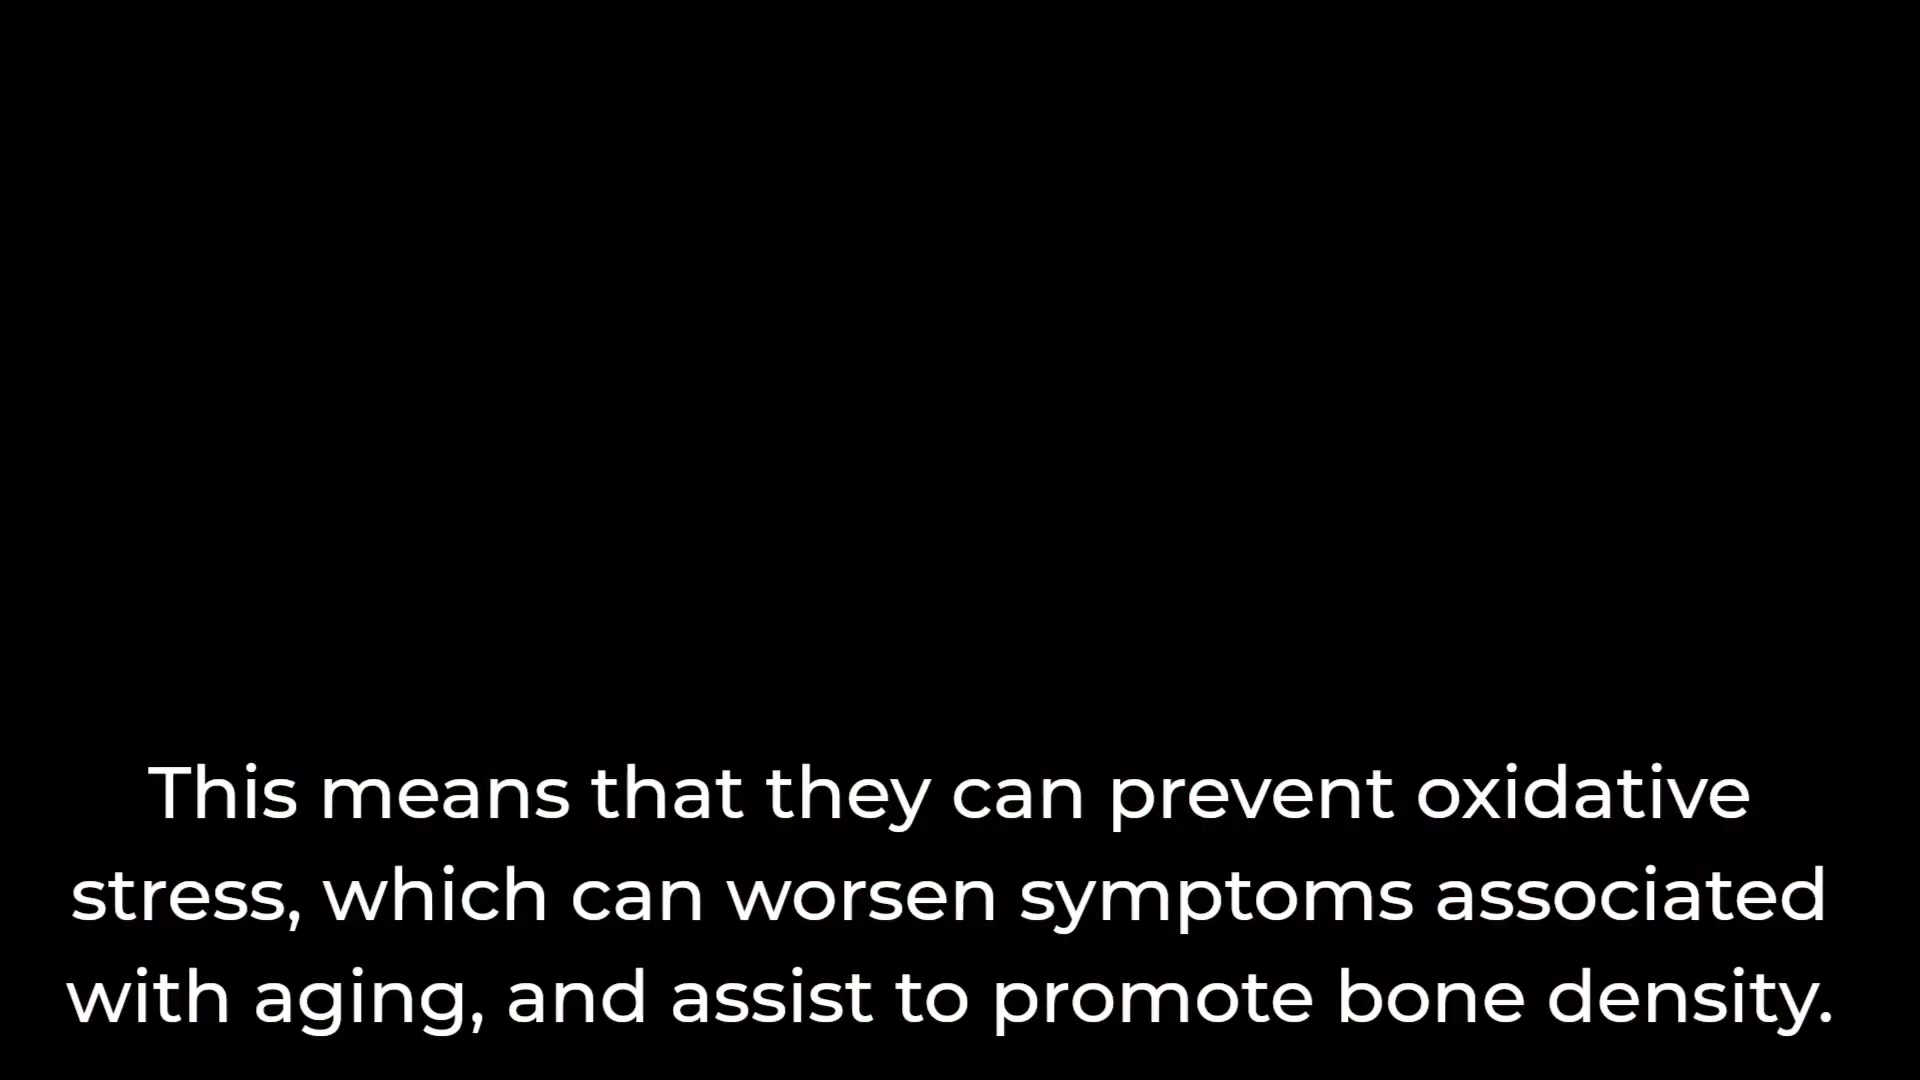 This means that they can prevent oxidative
stress, which can worsen symptoms associated
with aging, and assist to promote bone density.